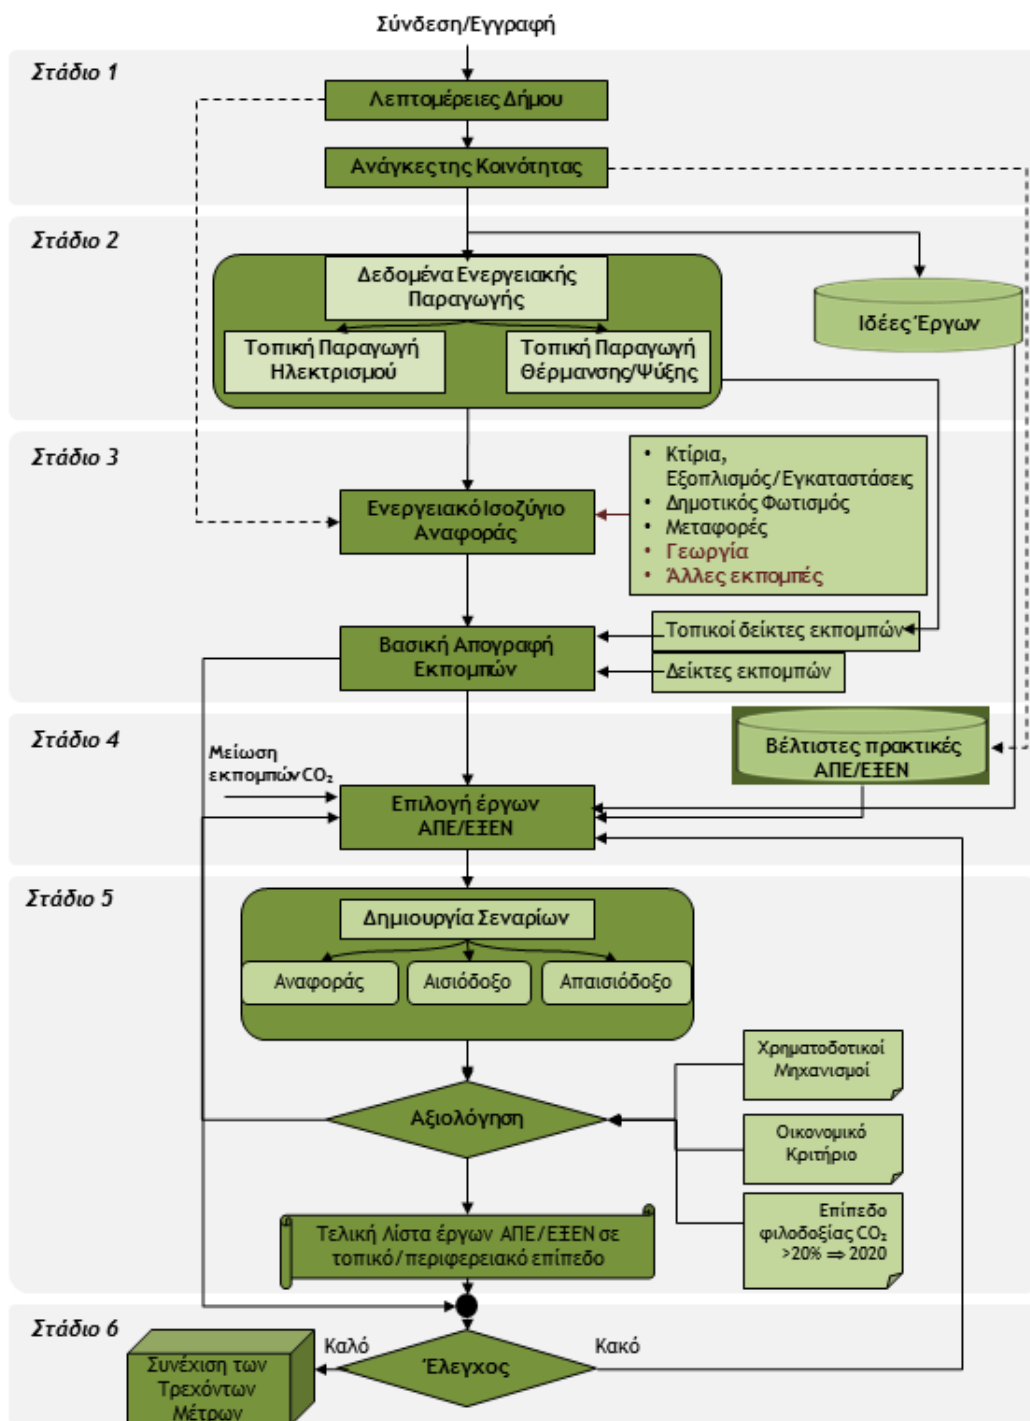 Σύνδεση/Εγγραφή
Στάδιο 1
Λεπτομέρειες Δήμου
Ανάγκες της Κοινότητας
Στάδιο 2
Δεδομένα Ενεργειακής
Παραγωγής
Τοπική Παραγωγή
Ηλεκτρισμού
Τοπική Παραγωγή
Θέρμανσης/Ψύξης
Ιδέες Έργων
Στάδιο 3
• Κτίρια,
Εξοπλισμός/Εγκαταστάσεις
• Δημοτικός Φωτισμός
• Μεταφορές
• Γεωργία
• Άλλες εκπομπές
Ενεργειακό Ισοζύγιο
Αναφοράς
Βασική Απογραφή
Εκπομπών
Τοπικοί δείκτες εκπομπών
Δείκτες εκπομπών
Στάδιο 4
Μείωση
εκπομπών CO₂
Βέλτιστες πρακτικές
ΑΠΕ/ΕΞΕΝ
Επιλογή έργων
ΑΠΕ/ΕΞΕΝ
Στάδιο 5
Δημιουργία Σεναρίων
Αναφοράς
Αισιόδοξο
Απαισιόδοξο
Χρηματοδοτικοί
Μηχανισμοί
Αξιολόγηση
Οικονομικό
Κριτήριο
Επίπεδο
φιλοδοξίας CO₂
>20% ⇒ 2020
Τελική Λίστα έργων ΑΠΕ/ΕΞΕΝ σε
τοπικό/περιφερειακό επίπεδο
Στάδιο 6
Καλό
Κακό
Έλεγχος
Συνέχιση των
Τρεχόντων
Μέτρων